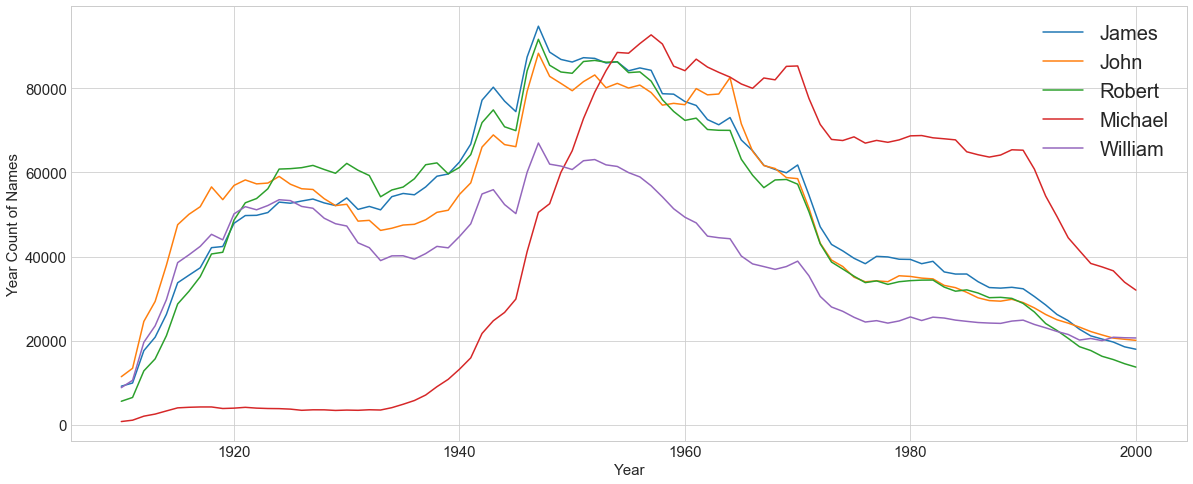 James
John
Robert
Michael
William
80000
60000
40000
20000
0
Year Count of Names
1920 1940 1960 1980 2000
Year